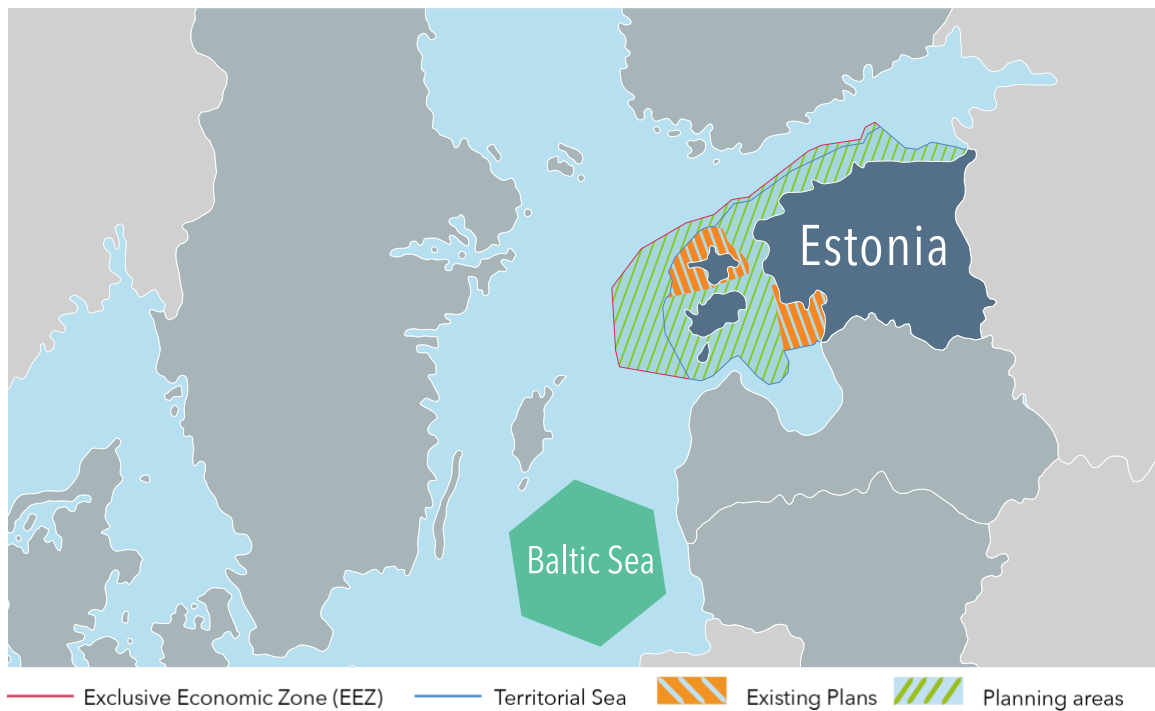 Estonia
Baltic Sea
Exclusive Economic Zone (EEZ) Territorial Sea Existing Plans Planning areas